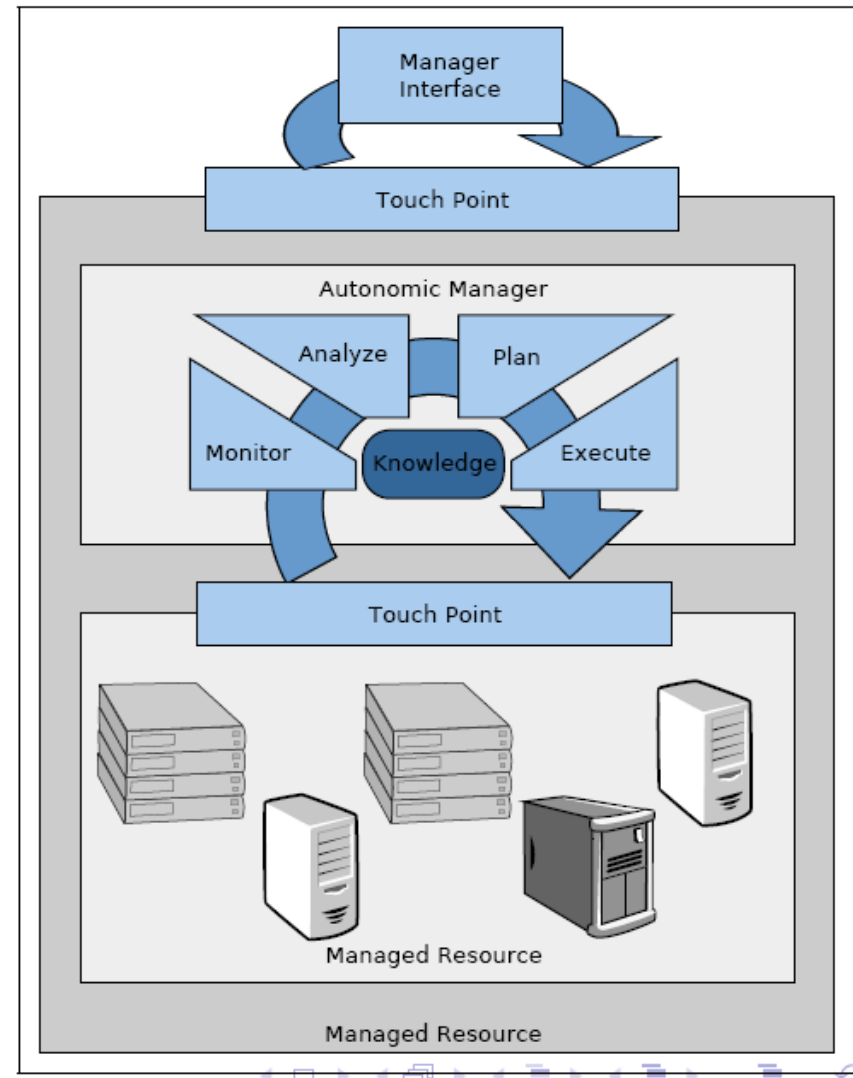 Manager
Interface
Touch Point
Autonomic Manager
Analyze
Plan
Monitor
Knowledge
Execute
Touch Point
Managed Resource
Managed Resource